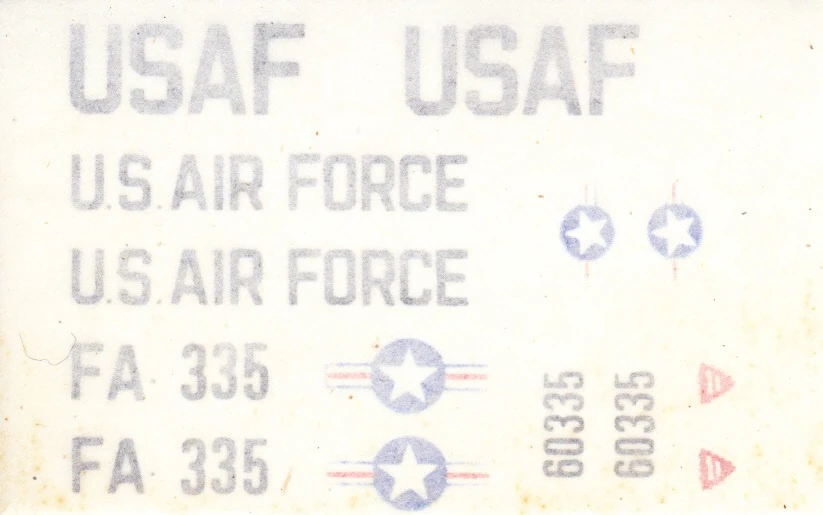 USAF USAF
U.S. AIR FORCE
U.S. AIR FORCE
FA 335
FA 335
60335
60335